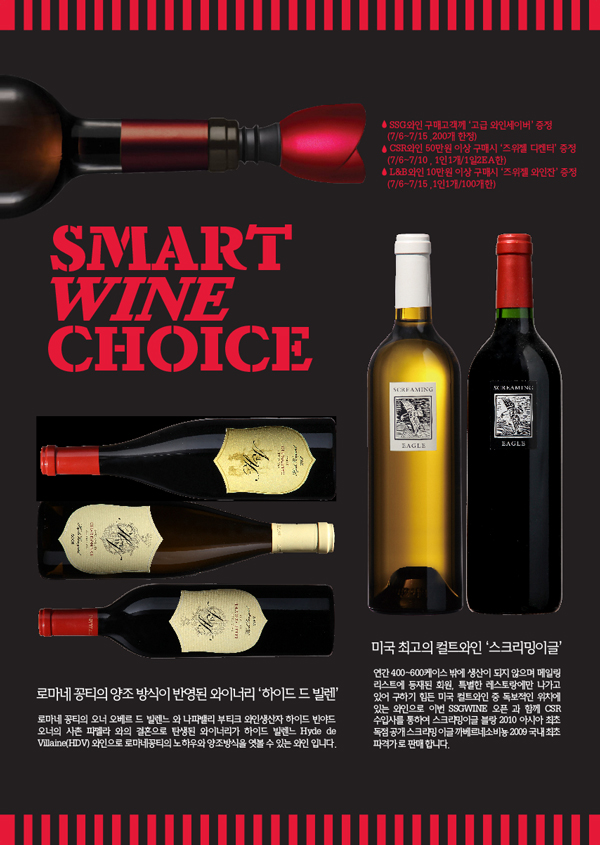 SSG와인 구매고객께 '고급 와인세이버' 증정
(7/6~7/15 ,200개 한정)
CSR와인 50만원 이상 구매시 '즈위젤 디켄터' 증정
(7/6~7/10 , 1인1개/1일2EA한)
L&B와인 10만원 이상 구매시 '즈위젤 와인잔' 증정
(7/6~7/15 ,1인1개/100개한)
SMART
WINE
CHOICE
SCREAMING
EAGLE
SCREAMING
EAGLE
로마네 꽁티의 양조 방식이 반영된 와이너리 '하이드 드 빌렌'
로마네 꽁티의 오너 오베르 드 빌렌느 와 나파밸리 부티크 와인생산자 하이드 빈야드
오너의 사촌 파멜라 와의 결혼으로 탄생된 와이너리가 하이드 빌렌느 Hyde de
Villaine(HDV) 와인으로 로마네꽁티의 노하우와 양조방식을 엿볼 수 있는 와인 입니다.
미국 최고의 컬트와인 '스크리밍이글'
연간 400~600케이스 밖에 생산이 되지 않으며 메일링
리스트에 등재된 회원, 특별한 레스토랑에만 나가고
있어 구하기 힘든 미국 컬트와인 중 독보적인 위치에
있는 와인으로 이번 SSGWINE 오픈 과 함께 CSR
수입사를 통하여 스크리밍이글 블랑 2010 아시아 최초
독점 공개 스크리밍 이글 까베르네소비뇽 2009 국내 최초
파격가로 판매 합니다.